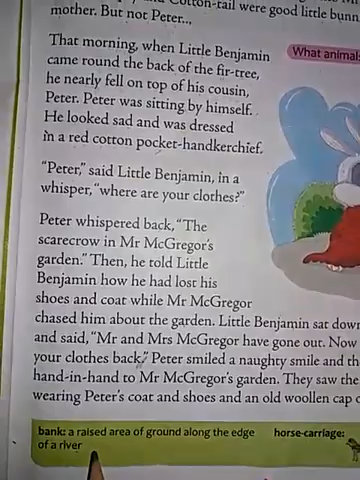 Cotton-tail were good little bunn
mother. But not Peter...
That morning, when Little Benjamin
came round the back of the fir-tree,
he nearly fell on top of his cousin,
Peter. Peter was sitting by himself.
He looked sad and was dressed
in a red cotton pocket-handkerchief.
What animal
"Peter," said Little Benjamin, in a
whisper, "where are your clothes?"
Peter whispered back, "The
scarecrow in Mr McGregor's
garden." Then, he told Little
Benjamin how he had lost his
shoes and coat while Mr McGregor
chased him about the garden. Little Benjamin sat down
and said, "Mr and Mrs McGregor have gone out. Now
your clothes back." Peter smiled a naughty smile and th
hand-in-hand to Mr McGregor's garden. They saw the
wearing Peter's coat and shoes and an old woollen cap o
bank: a raised area of ground along the edge
of a river
horse-carriage: